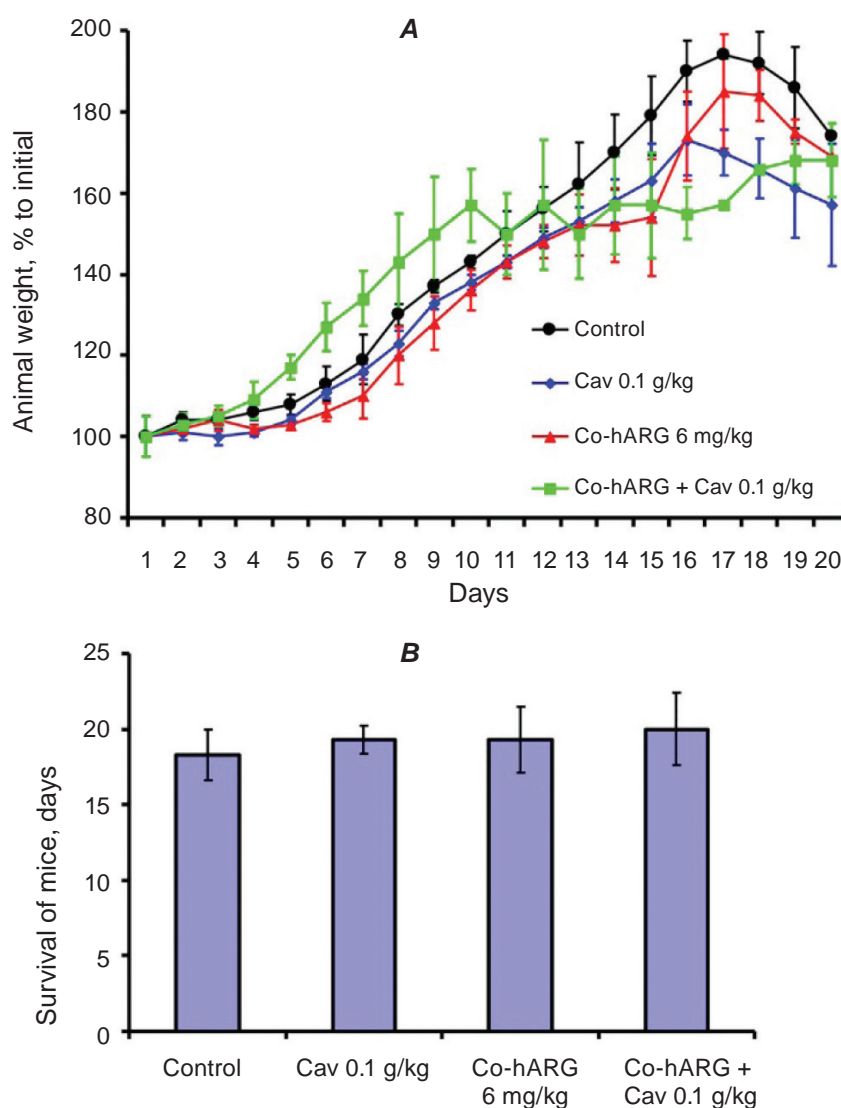 A
Animal weight, % to initial
200
180
160
140
120
100
80
Control
Cav 0.1 g/kg
Co-hARG 6 mg/kg
Co-hARG + Cav 0.1 g/kg
1 2 3 4 5 6 7 8 9 10 11 12 13 14 15 16 17 18 19 20
Days
B
Survival of mice, days
25
20
15
10
5
0
Control
Cav 0.1 g/kg
Co-hARG
6 mg/kg
Co-hARG +
Cav 0.1 g/kg